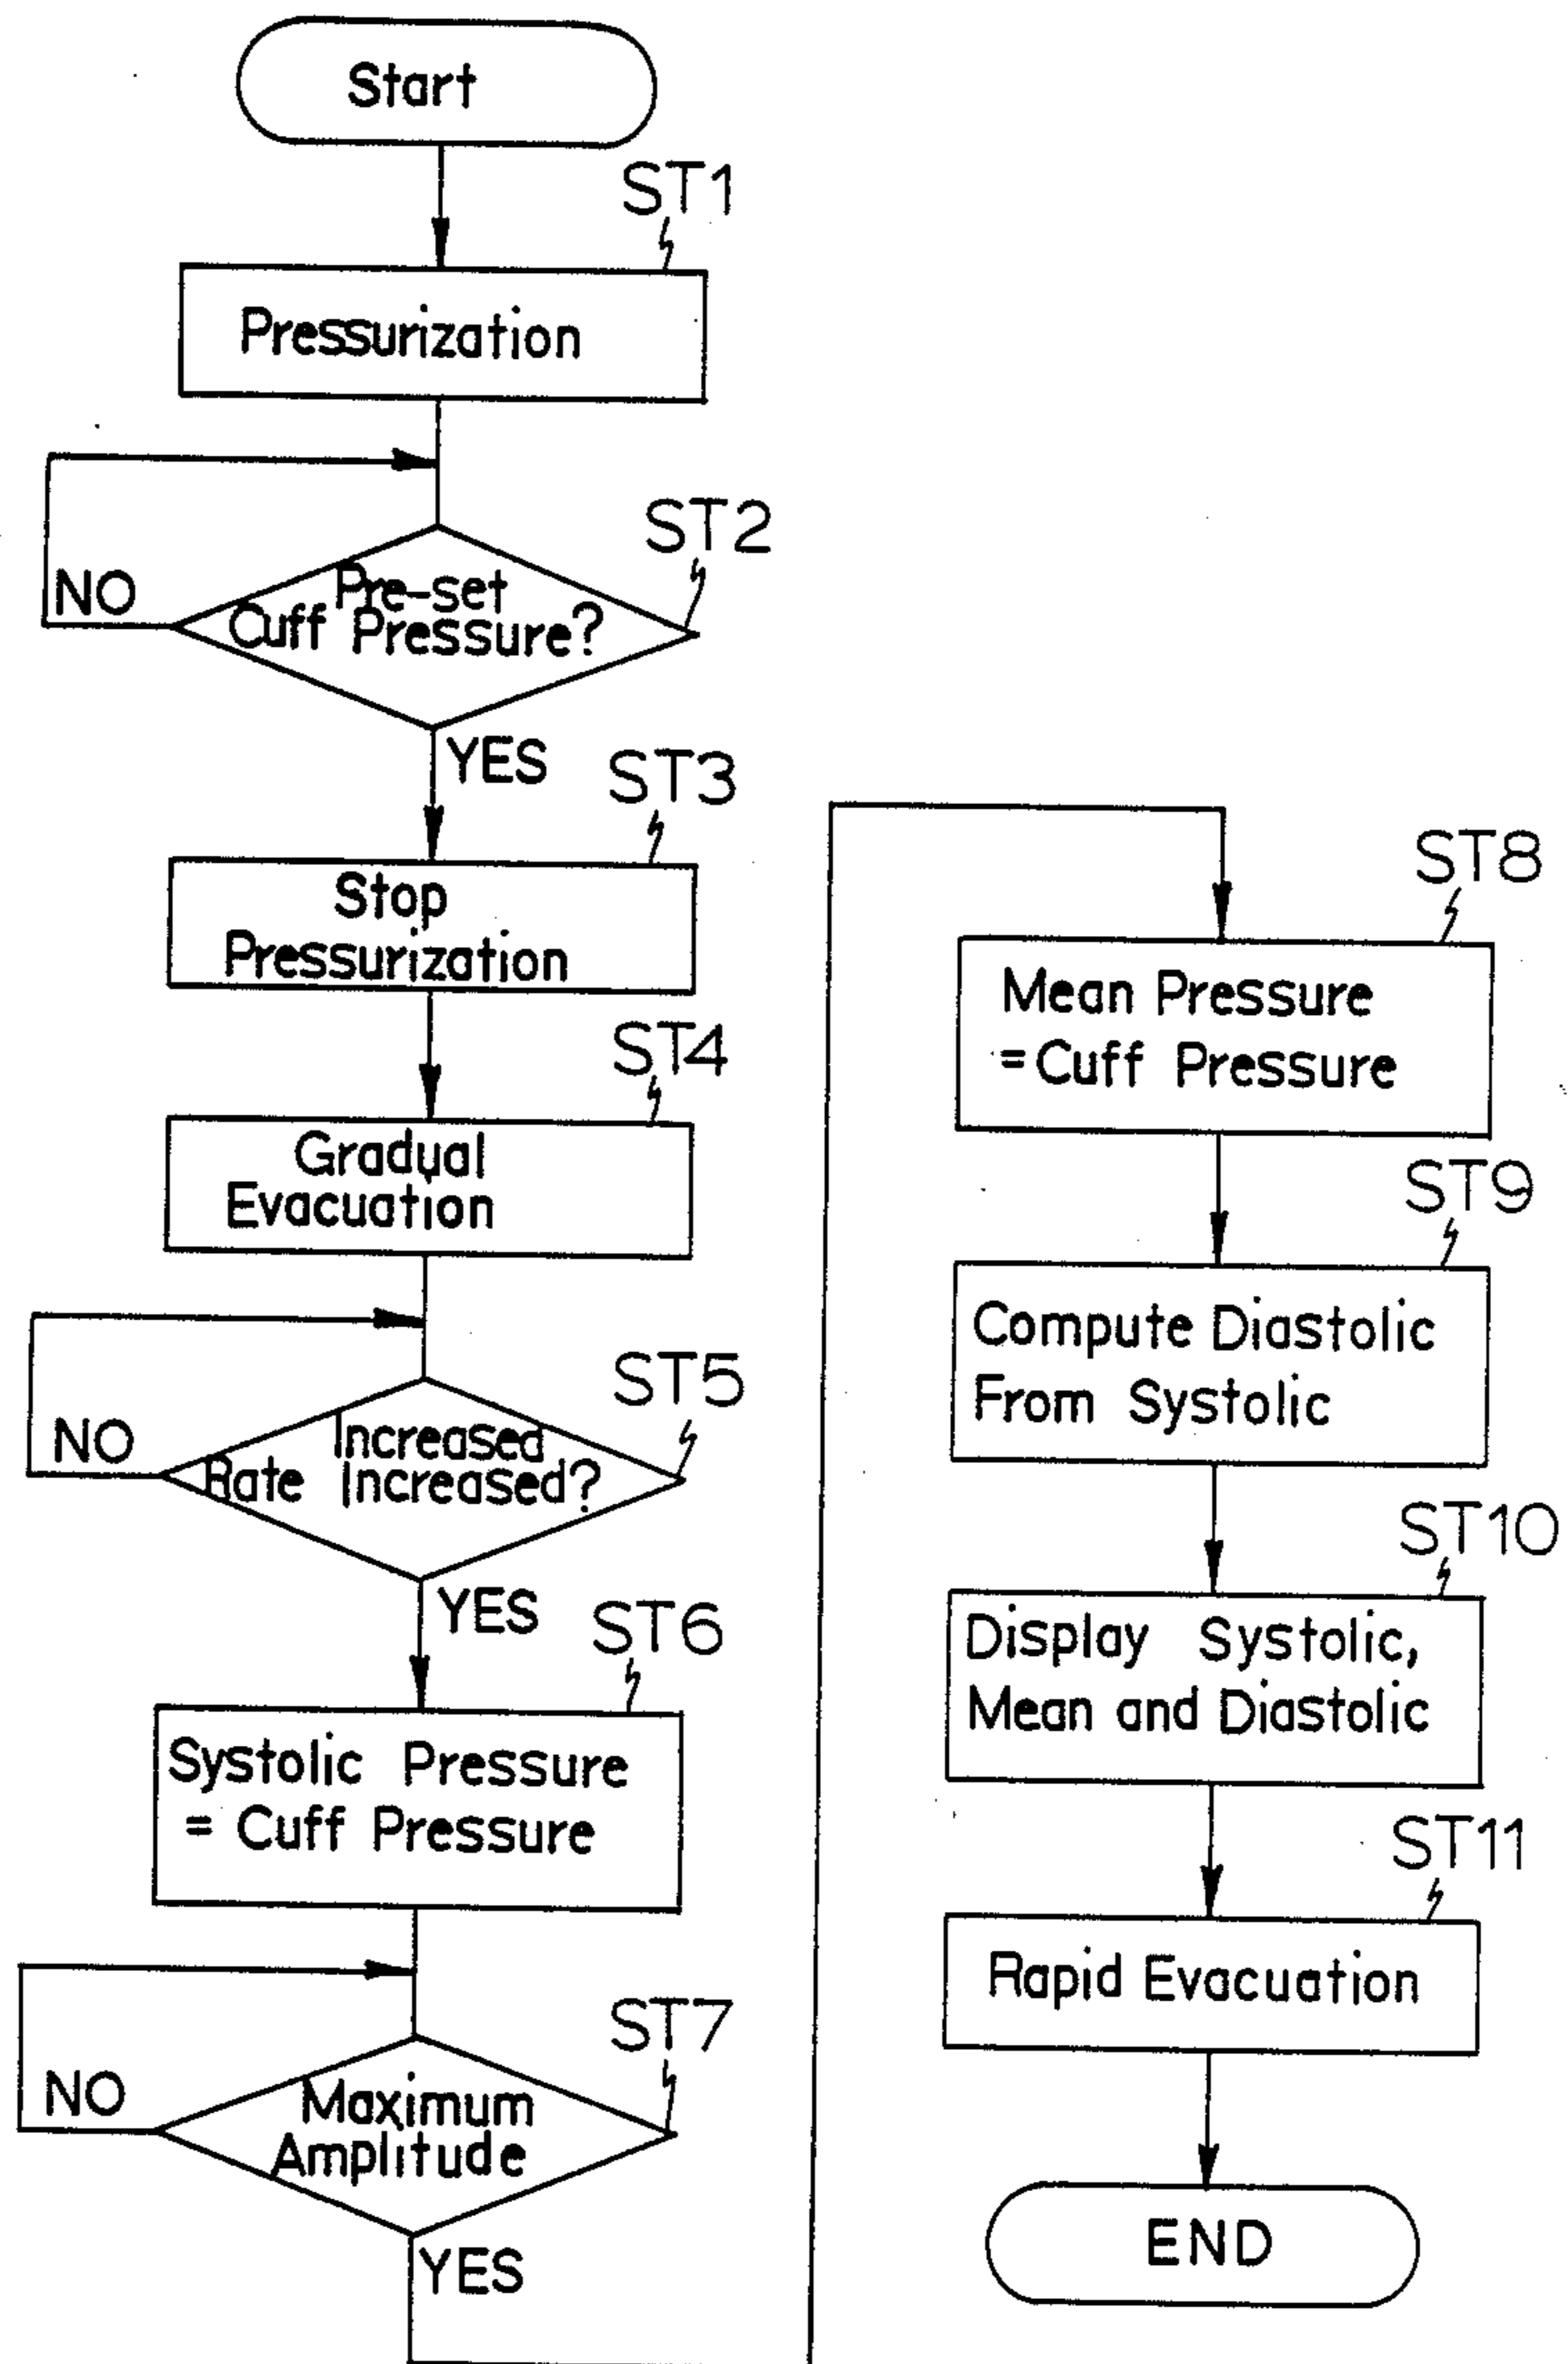 Start
ST1
Pressurization
ST2
NO
Pre-set
Cuff Pressure?
YES
ST3
Stop
Pressurization
ST4
Gradual
Evacuation
ST5
NO
Increased
Rate Increased?
YES
ST6
Systolic Pressure
= Cuff Pressure
ST7
NO
Maximum
Amplitude
YES
ST8
Mean Pressure
= Cuff Pressure
ST9
Compute Diastolic
From Systolic
ST10
Display Systolic,
Mean and Diastolic
ST11
Rapid Evacuation
END